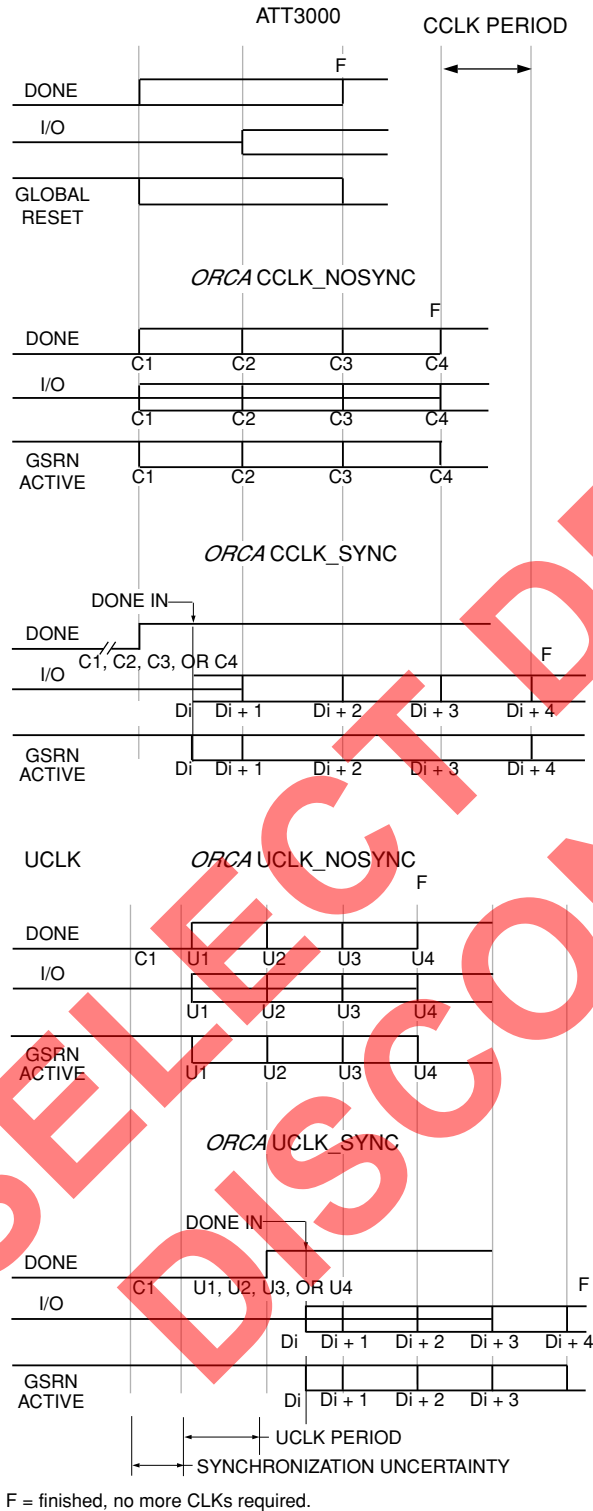 ATT3000
CCLK PERIOD
F
DONE
I/O
GLOBAL
RESET
ORCA CCLK_NOSYNC
F
DONE
C1 C2 C3 C4
I/O
C1 C2 C3 C4
GSRN
ACTIVE
C1 C2 C3 C4
ORCA CCLK_SYNC
DONE IN
DONE
C1, C2, C3, OR C4
F
I/O
Di Di + 1 Di + 2 Di + 3 Di + 4
GSRN
ACTIVE
Di Di + 1 Di + 2 Di + 3 Di + 4
UCLK
ORCA UCLK_NOSYNC
F
DONE
C1 U1 U2 U3 U4
I/O
U1 U2 U3 U4
GSRN
ACTIVE
U1 U2 U3 U4
ORCA UCLK_SYNC
DONE IN
DONE
C1 U1, U2, U3, OR U4
F
I/O
Di Di + 1 Di + 2 Di + 3 Di + 4
GSRN
ACTIVE
Di Di + 1 Di + 2 Di + 3
UCLK PERIOD
SYNCHRONIZATION UNCERTAINTY
F = finished, no more CLKs required.
SELECT D
DISCO